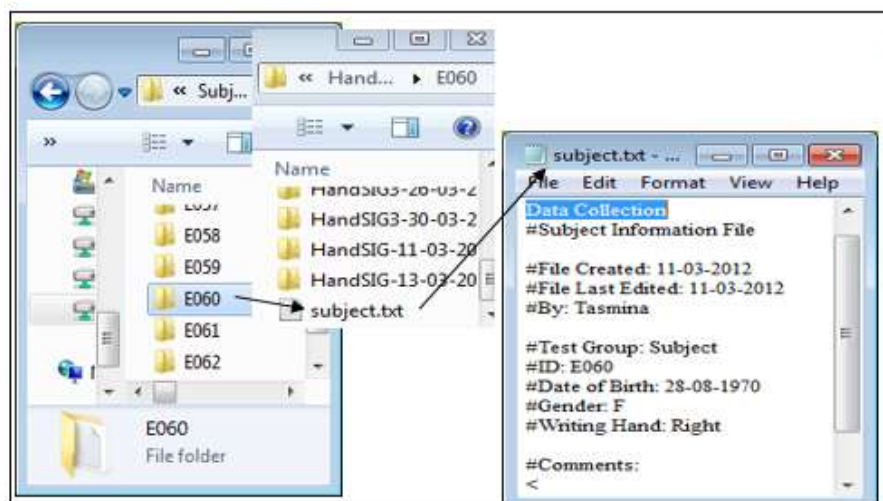 « Subj...
»
Name
E057
E058
E059
E060
E061
E062
E060
File folder
« Hand... ▸ E060
Name
HandSIG3-26-03-2
HandSIG3-30-03-2
HandSIG-11-03-20
HandSIG-13-03-20
subject.txt
subject.txt - ...
File Edit Format View Help
Data Collection
#Subject Information File
#File Created: 11-03-2012
#File Last Edited: 11-03-2012
#By: Tasmina
#Test Group: Subject
#ID: E060
#Date of Birth: 28-08-1970
#Gender: F
#Writing Hand: Right
#Comments:
<